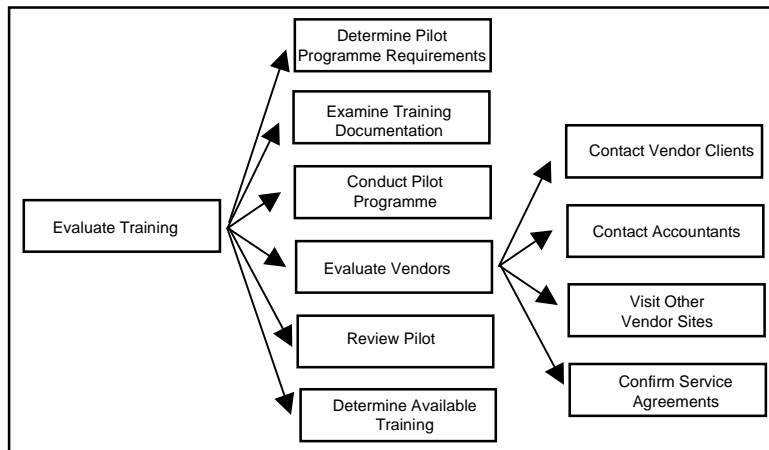 Determine Pilot
Programme Requirements
Examine Training
Documentation
Conduct Pilot
Programme
Evaluate Training
Evaluate Vendors
Review Pilot
Determine Available
Training
Contact Vendor Clients
Contact Accountants
Visit Other
Vendor Sites
Confirm Service
Agreements